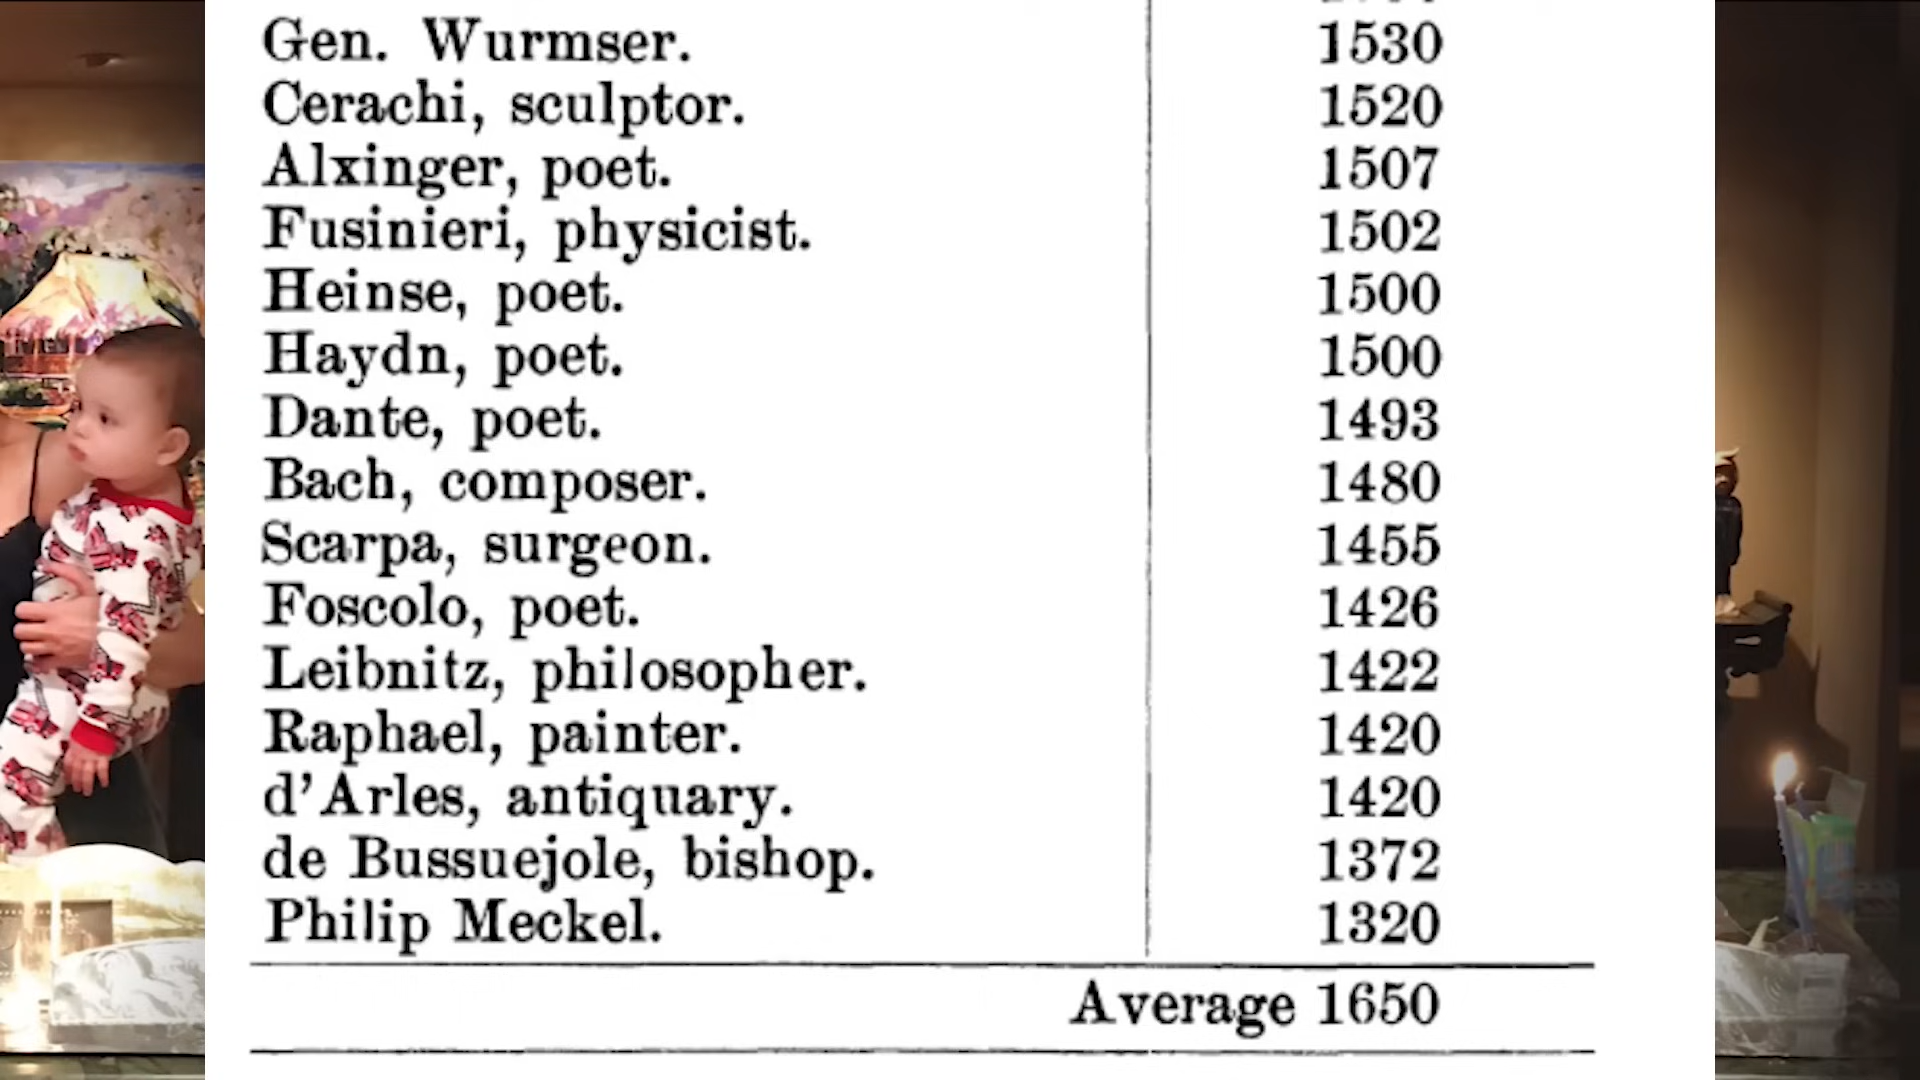 Gen. Wurmser. 1530
Cerachi, sculptor. 1520
Alxinger, poet. 1507
Fusinieri, physicist. 1502
Heinse, poet. 1500
Haydn, poet. 1500
Dante, poet. 1493
Bach, composer. 1480
Scarpa, surgeon. 1455
Foscolo, poet. 1426
Leibnitz, philosopher. 1422
Raphael, painter. 1420
d'Arles, antiquary. 1420
de Bussuejole, bishop. 1372
Philip Meckel. 1320
Average 1650